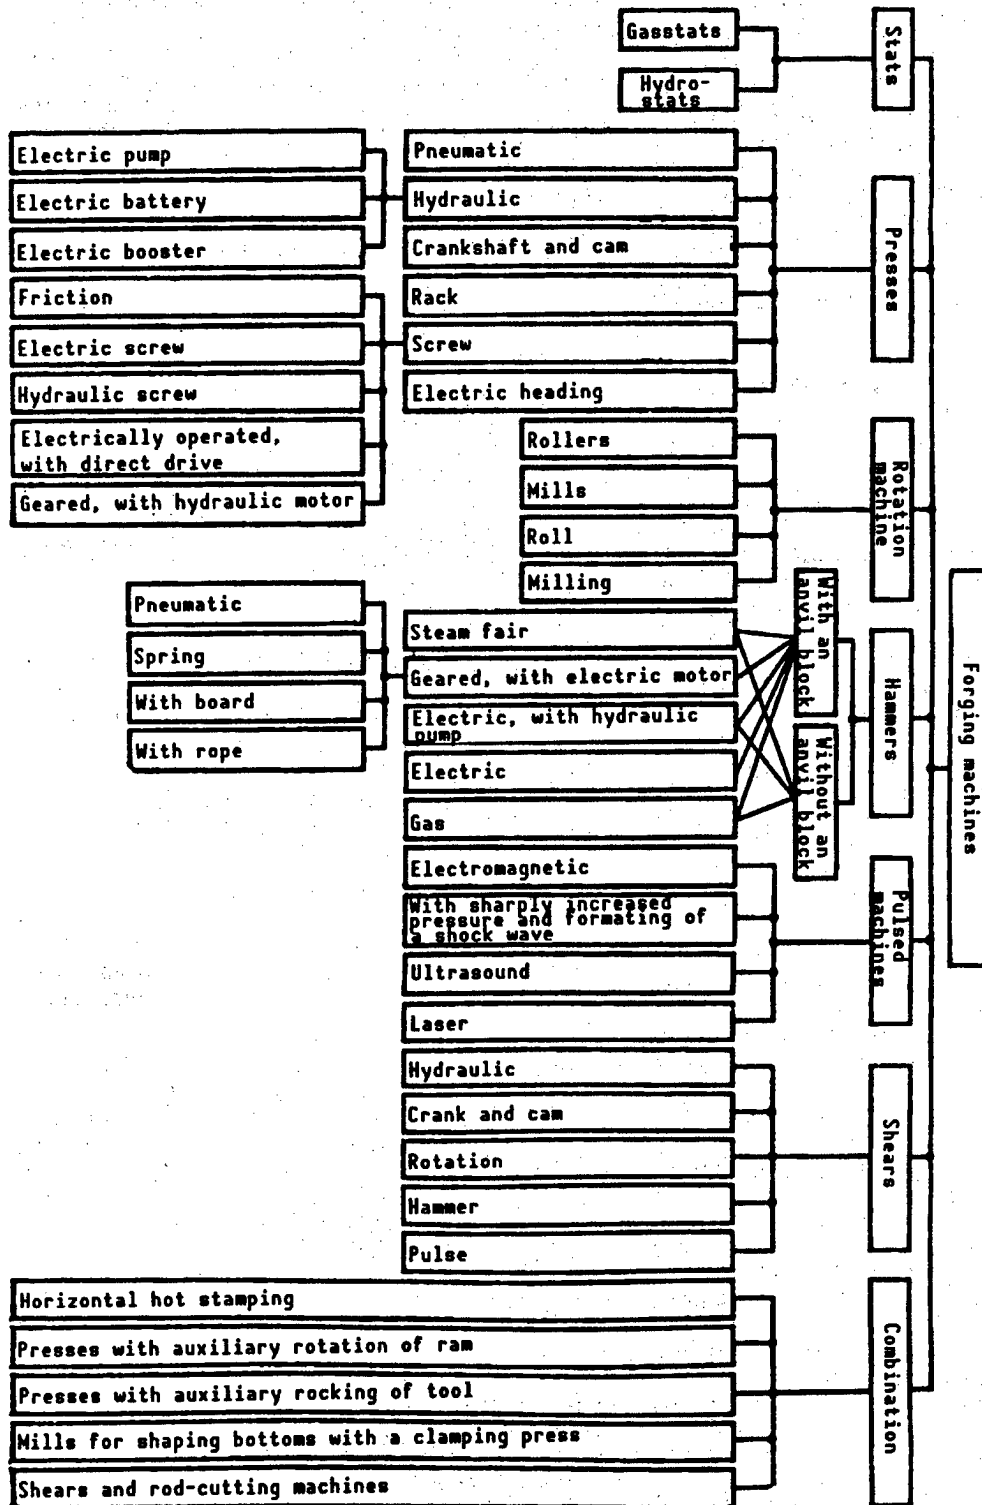 Forging machines
Stats
Gasstats
Hydro-
stats
Presses
Pneumatic
Hydraulic
Electric pump
Electric battery
Electric booster
Crankshaft and cam
Rack
Screw
Friction
Electric screw
Hydraulic screw
Electrically operated,
with direct drive
Geared, with hydraulic motor
Electric heading
Rotation
machine
Rollers
Mills
Roll
Milling
Hammers
With an
anvil block
Without an
anvil block
Steam fair
Geared, with electric motor
Pneumatic
Spring
With board
With rope
Electric, with hydraulic
pump
Electric
Gas
Pulsed
machines
Electromagnetic
With sharply increased
pressure and formating of
a shock wave
Ultrasound
Laser
Shears
Hydraulic
Crank and cam
Rotation
Hammer
Pulse
Combination
Horizontal hot stamping
Presses with auxiliary rotation of ram
Presses with auxiliary rocking of tool
Mills for shaping bottoms with a clamping press
Shears and rod-cutting machines